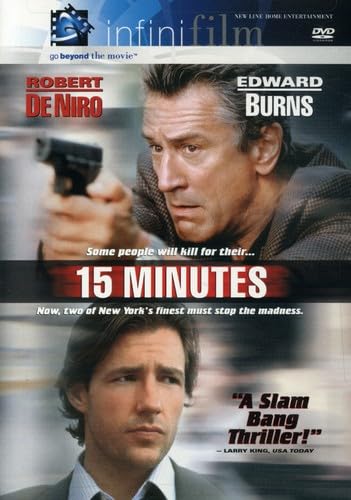 infinifilm
NEW LINE HOME ENTERTAINMENT
DVD
go beyond the movie™
ROBERT
DE NIRO
EDWARD
BURNS
Some people will kill for their...
15 MINUTES
Now, two of New York's finest must stop the madness.
"A Slam
Bang
Thriller!"
– LARRY KING, USA TODAY